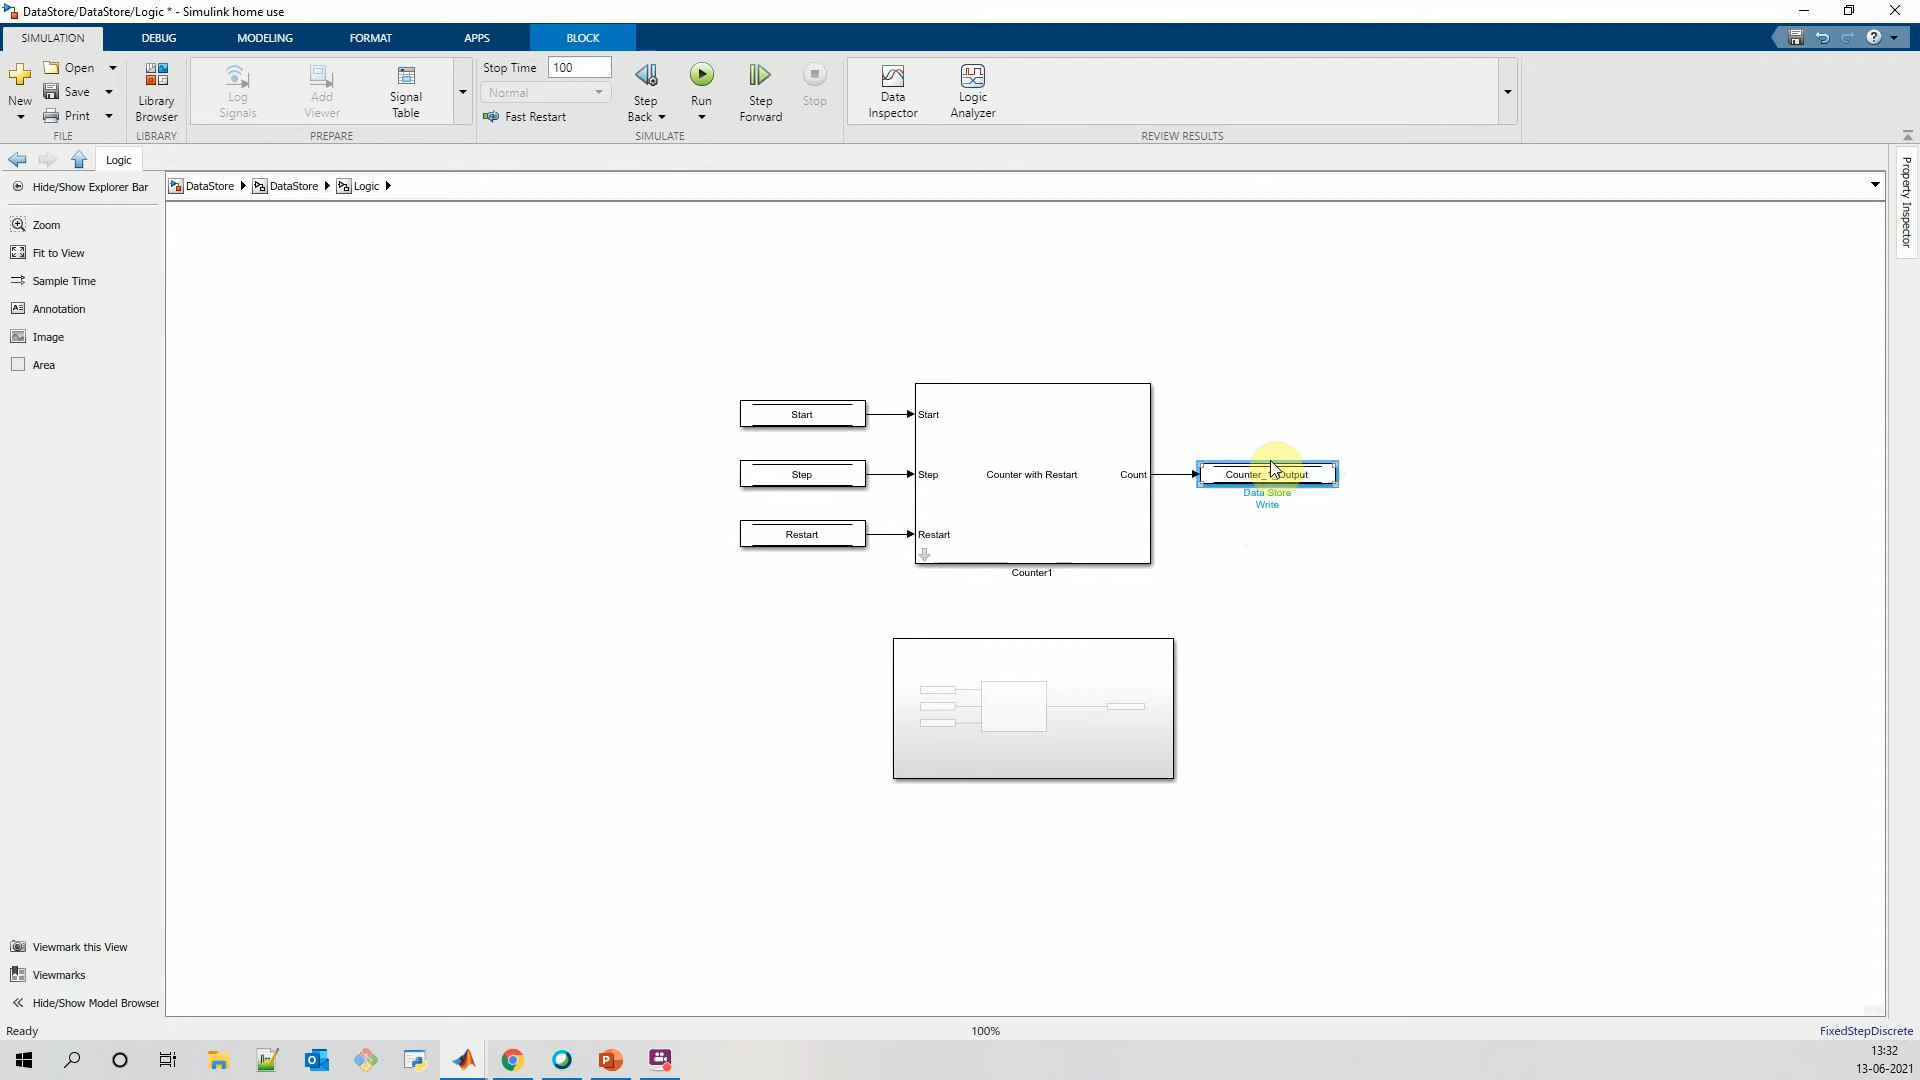 DataStore/DataStore/Logic * - Simulink home use
SIMULATION
DEBUG
MODELING
FORMAT
APPS
BLOCK
New
Open
Save
Print
FILE
Library
Browser
LIBRARY
Log
Signals
Add
Viewer
Signal
Table
PREPARE
Stop Time 100
Normal
Fast Restart
Step
Back
Run
Step
Forward
Stop
SIMULATE
Data
Inspector
Logic
Analyzer
REVIEW RESULTS
Logic
Hide/Show Explorer Bar
DataStore
DataStore
Logic
Property Inspector
Zoom
Fit to View
Sample Time
Annotation
Image
Area
Start
Step
Restart
Start
Step
Restart
Counter with Restart
Count
Counter1
Data Store
Write
Viewmark this View
Viewmarks
Hide/Show Model Browser
Ready
100%
FixedStepDiscrete
13:32
13-06-2021